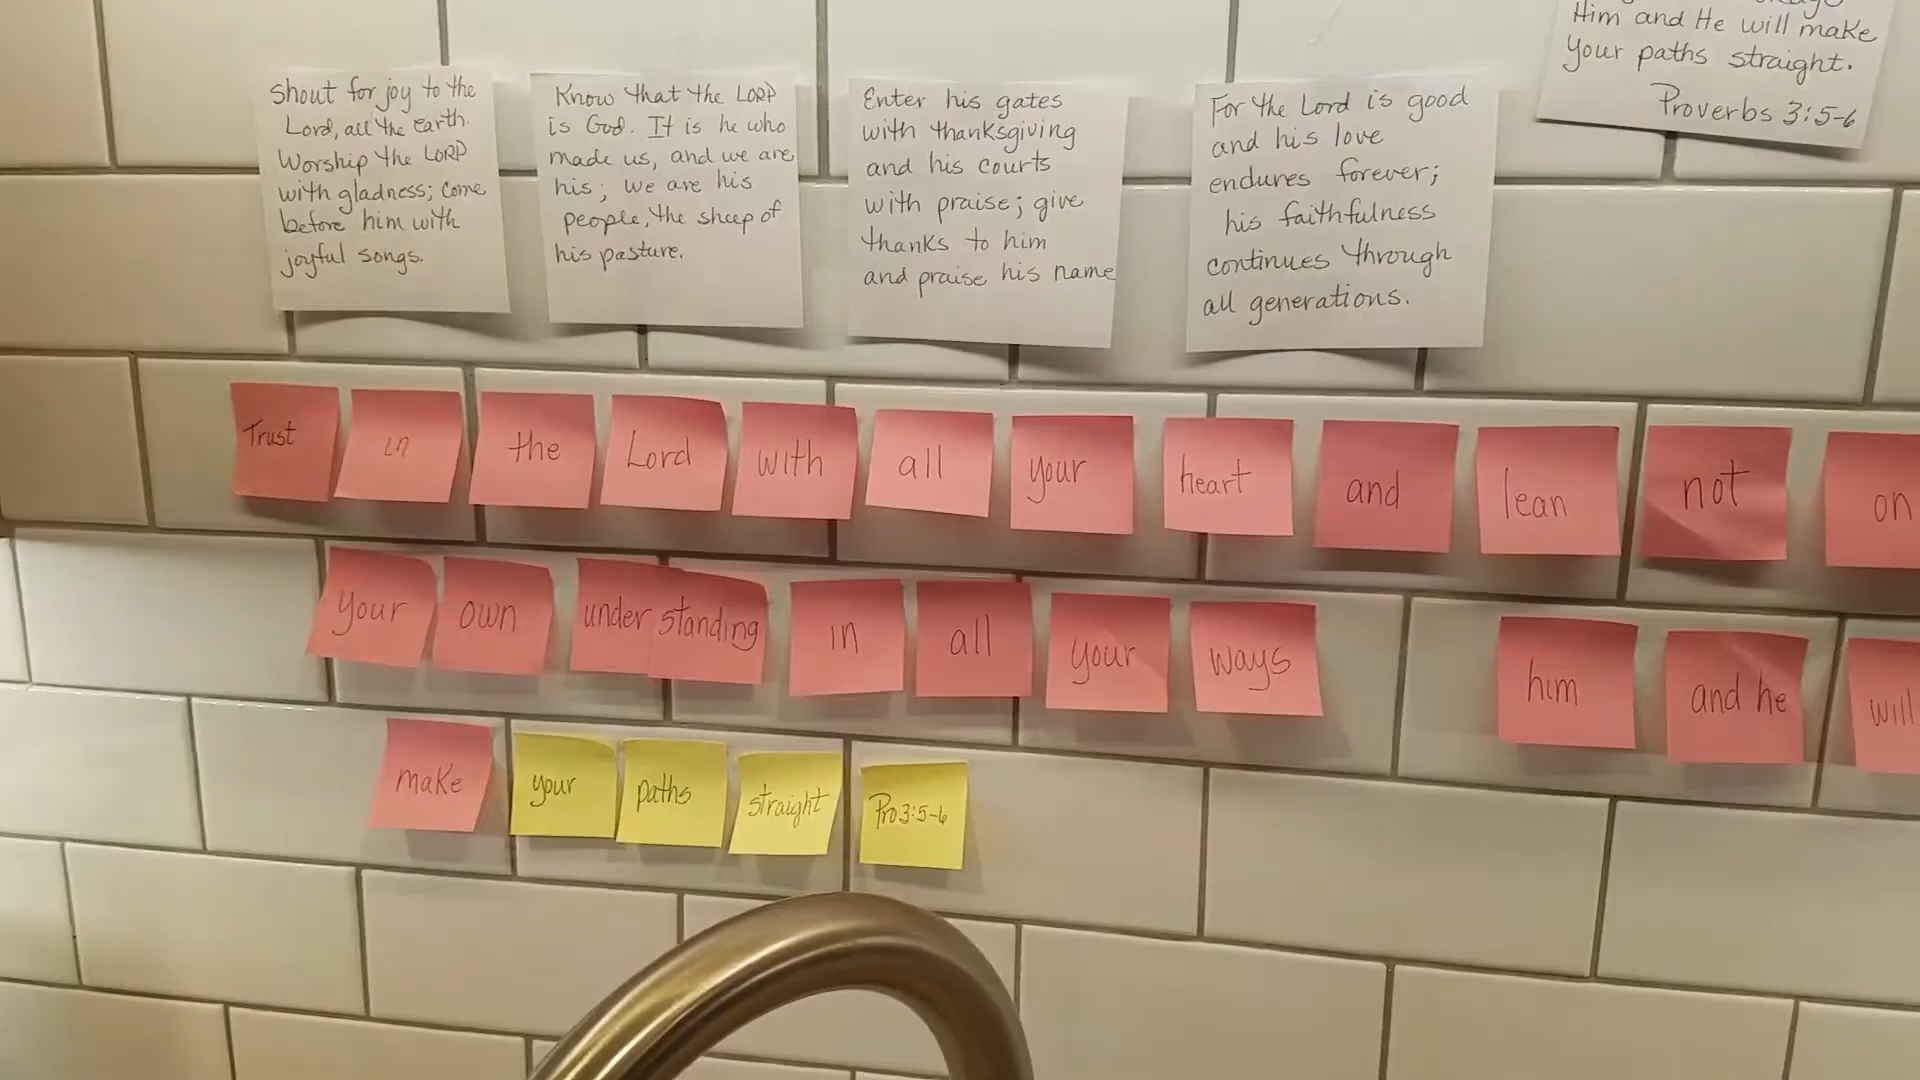 Him and He will make
your paths straight.
Proverbs 3:5-6
Shout for joy to the
Lord, all the earth.
Worship the LORD
with gladness; come
before him with
joyful songs.
Know that the LORD
is God. It is he who
made us, and we are
his; we are his
people, the sheep of
his pasture.
Enter his gates
with thanksgiving
and his courts
with praise; give
thanks to him
and praise his name
For the Lord is good
and his love
endures forever;
his faithfulness
continues through
all generations.
Trust in the Lord with all your heart and lean not on
your own under standing in all your ways him and he will
make your paths straight Pro 3:5-6